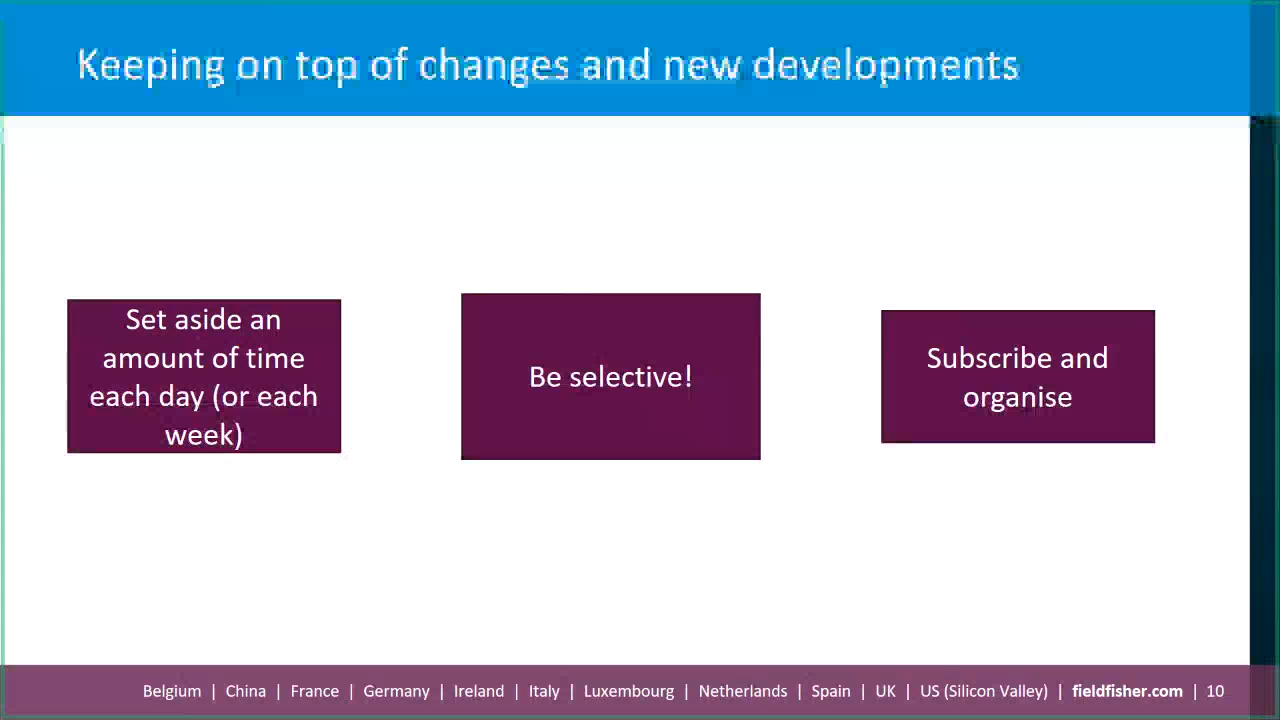 Keeping on top of changes and new developments
Set aside an
amount of time
each day (or each
week)
Be selective!
Subscribe and
organise
Belgium | China | France | Germany | Ireland | Italy | Luxembourg | Netherlands | Spain | UK | US (Silicon Valley) | fieldfisher.com | 10